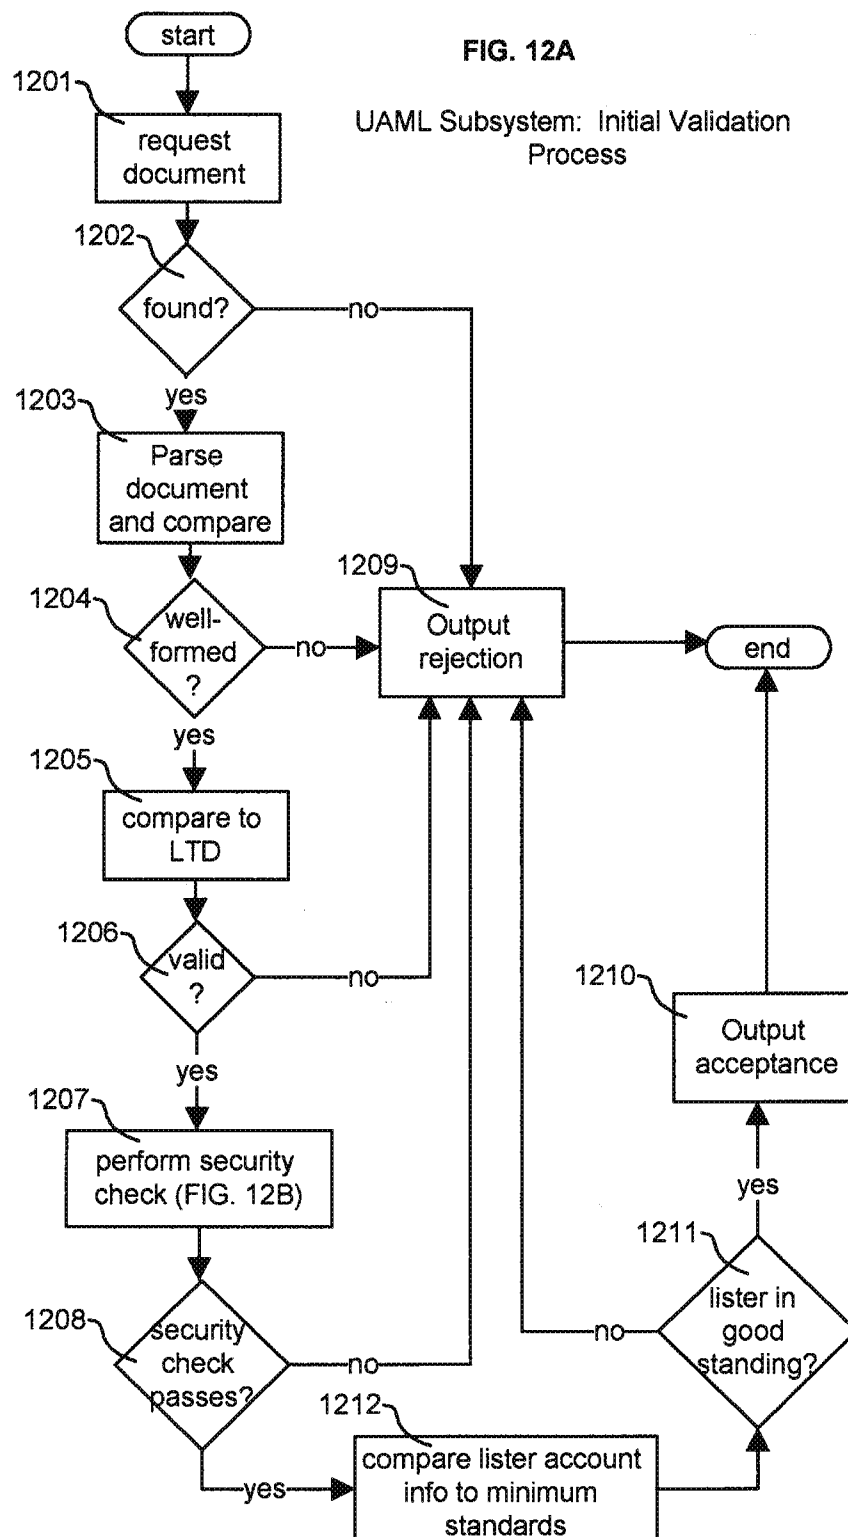 start
FIG. 12A
1201
UAML Subsystem: Initial Validation
Process
request
document
1202
found?
no
yes
1203
Parse
document
and compare
1209
Output
rejection
1204
well-
formed
?
no
end
yes
1205
compare to
LTD
1206
valid
?
no
1210
Output
acceptance
yes
1207
perform security
check (FIG. 12B)
yes
1211
lister in
good
standing?
no
1208
security
check
passes?
no
1212
yes
compare lister account
info to minimum
standards